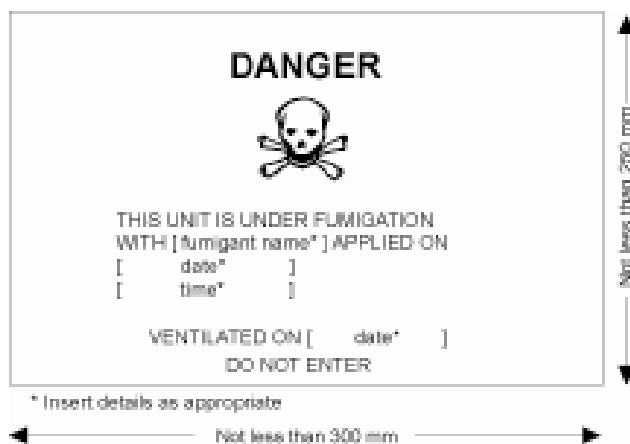 DANGER
THIS UNIT IS UNDER FUMIGATION
WITH [ fumigant name* ] APPLIED ON
[ date* ]
[ time* ]
VENTILATED ON [ date* ]
DO NOT ENTER
* Insert details as appropriate
Not less than 300 mm
Not less than 250 mm